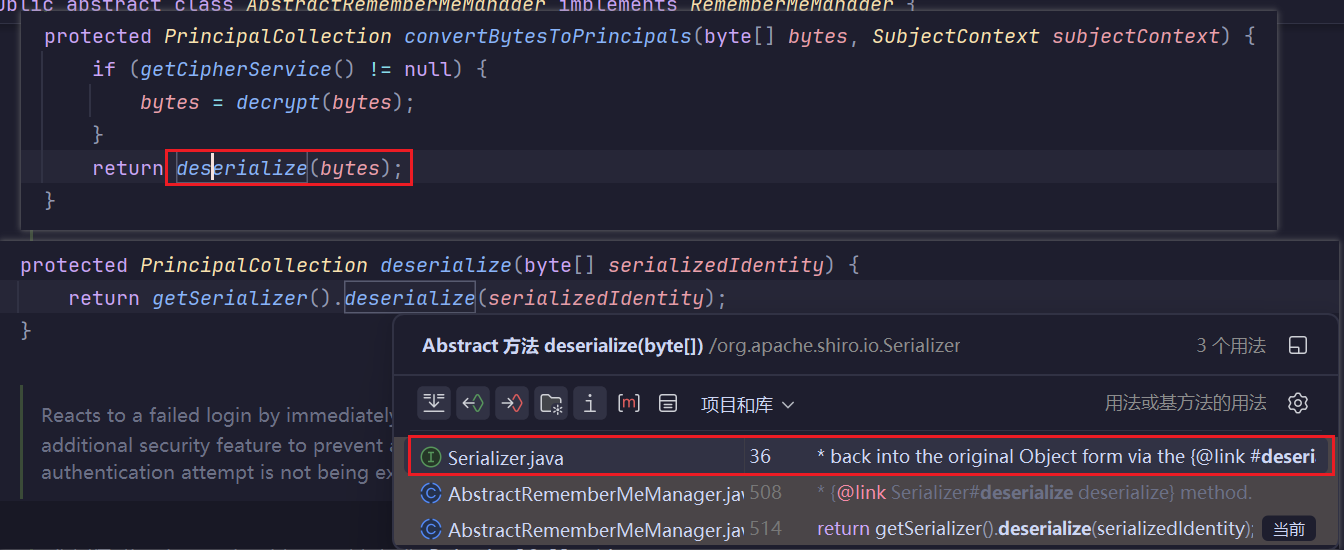 public abstract class AbstractRememberMeManager implements RememberMeManager {
protected PrincipalCollection convertBytesToPrincipals(byte[] bytes, SubjectContext subjectContext) {
if (getCipherService() != null) {
bytes = decrypt(bytes);
}
return deserialize(bytes);
}
protected PrincipalCollection deserialize(byte[] serializedIdentity) {
return getSerializer().deserialize(serializedIdentity);
}
Abstract 方法 deserialize(byte[]) /org.apache.shiro.io.Serializer 3 个用法
项目和库 用法或基方法的用法
Reacts to a failed login by immediately
additional security feature to prevent a
authentication attempt is not being ex
Serializer.java 36 * back into the original Object form via the {@link #deseria
AbstractRememberMeManager.jav 508 * {@link Serializer#deserialize deserialize} method.
AbstractRememberMeManager.jav 514 return getSerializer().deserialize(serializedIdentity); 当前